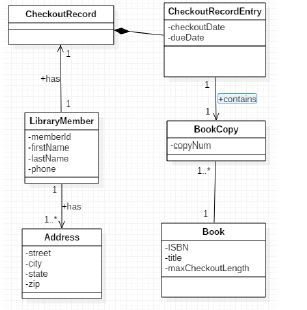 CheckoutRecord
CheckoutRecordEntry
-checkoutDate
-dueDate
1
1
+has
+contains
1
1
LibraryMember
-memberId
-firstName
-lastName
-phone
BookCopy
-copyNum
1
1..*
+has
1..*
1
Address
-street
-city
-state
-zip
Book
-ISBN
-title
-maxCheckoutLength